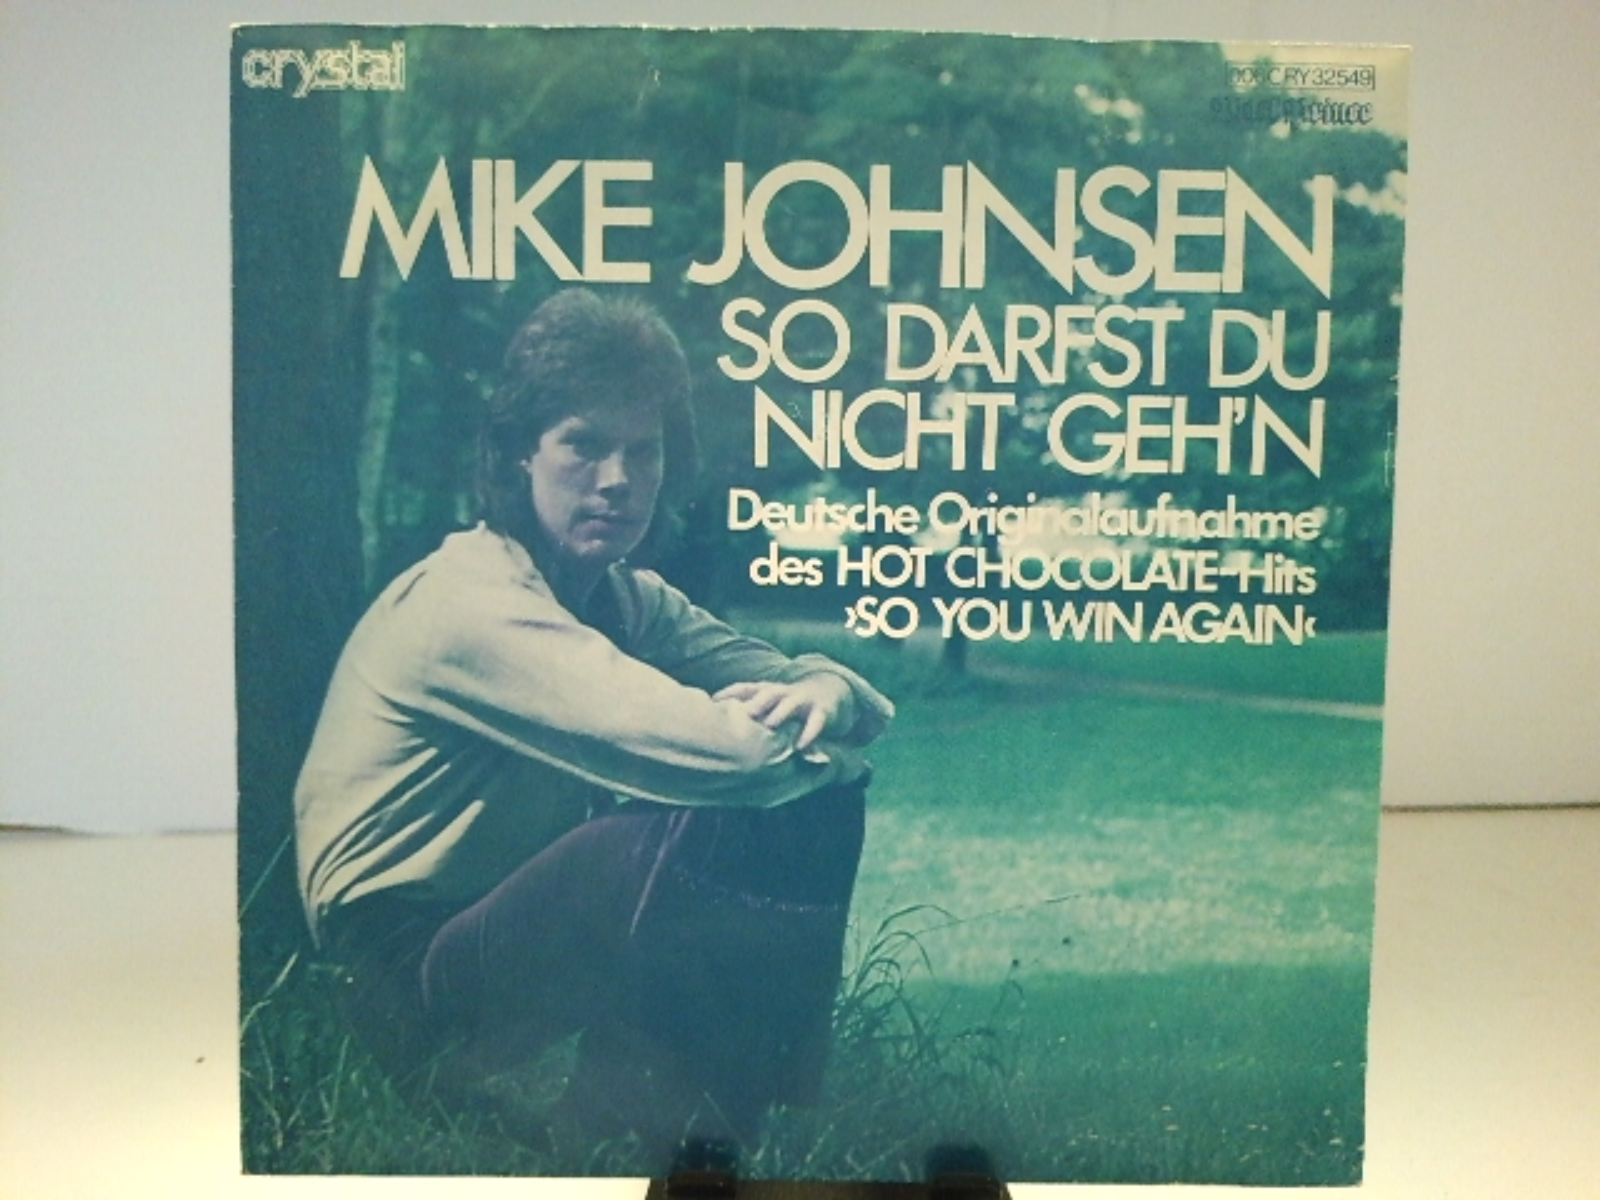 crystal
006 CRY 32549
MIKE JOHNSEN
SO DARFST DU
NICHT GEH'N
Deutsche Originalaufnahme
des HOT CHOCOLATE-Hits
›SO YOU WIN AGAIN‹